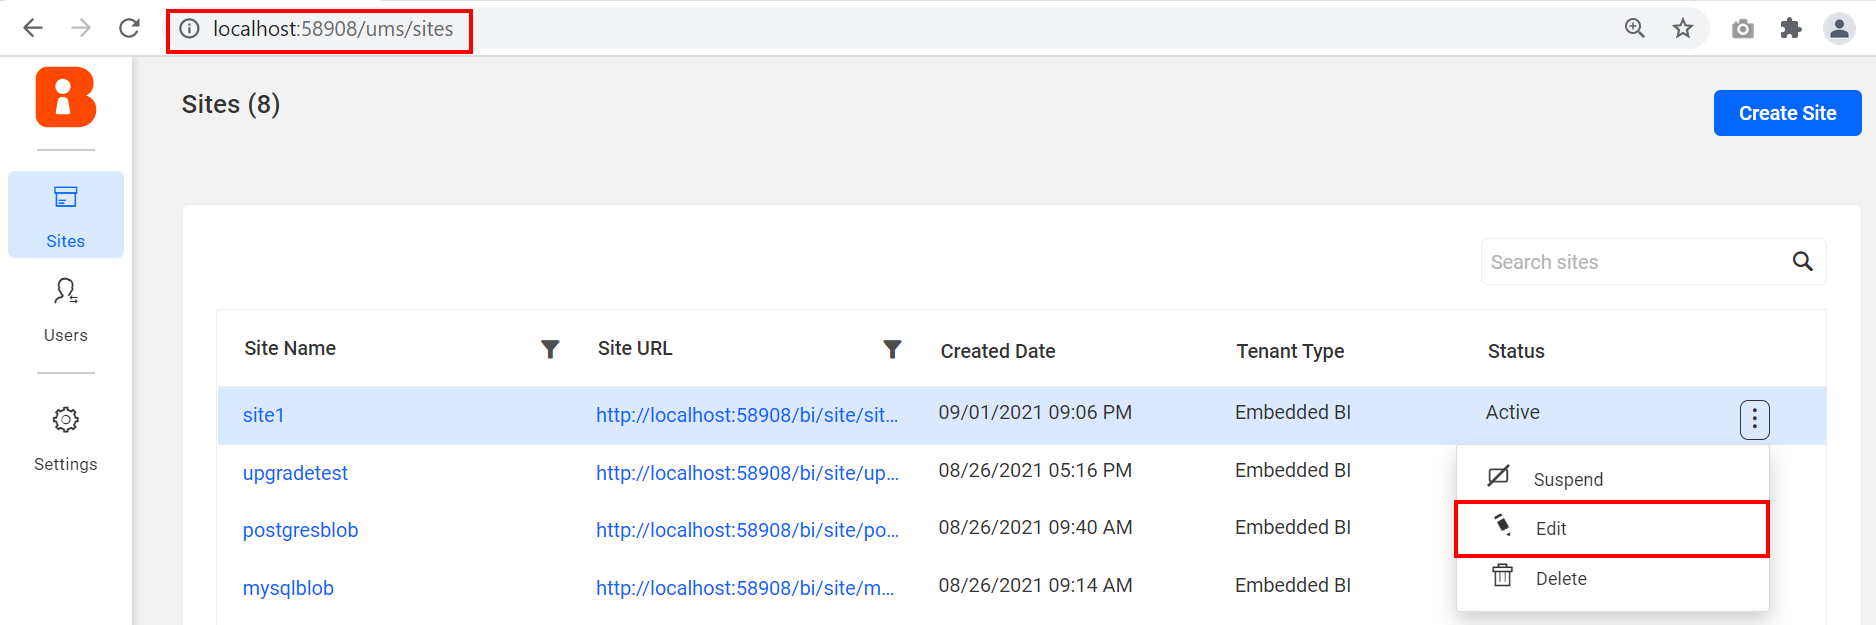 localhost:58908/ums/sites
Sites (8)
Create Site
Sites
Users
Settings
Search sites
Site Name Site URL Created Date Tenant Type Status
site1 http://localhost:58908/bi/site/sit... 09/01/2021 09:06 PM Embedded BI Active
upgradetest http://localhost:58908/bi/site/up... 08/26/2021 05:16 PM Embedded BI
postgresblob http://localhost:58908/bi/site/po... 08/26/2021 09:40 AM Embedded BI
mysqlblob http://localhost:58908/bi/site/m... 08/26/2021 09:14 AM Embedded BI
Suspend
Edit
Delete